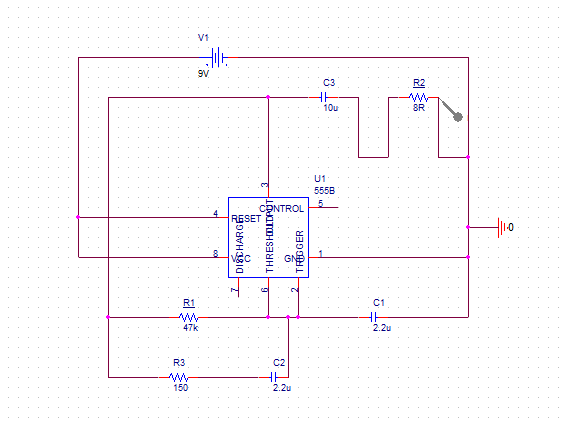 V1
9V
C3
10u
R2
8R
U1
555B
3
OUTPUT
CONTROL
5
4
RESET
8
VCC
DISCHARGE
THRESHOLD
TRIGGER
GND
1
0
7
6
2
R1
47k
C1
2.2u
R3
150
C2
2.2u